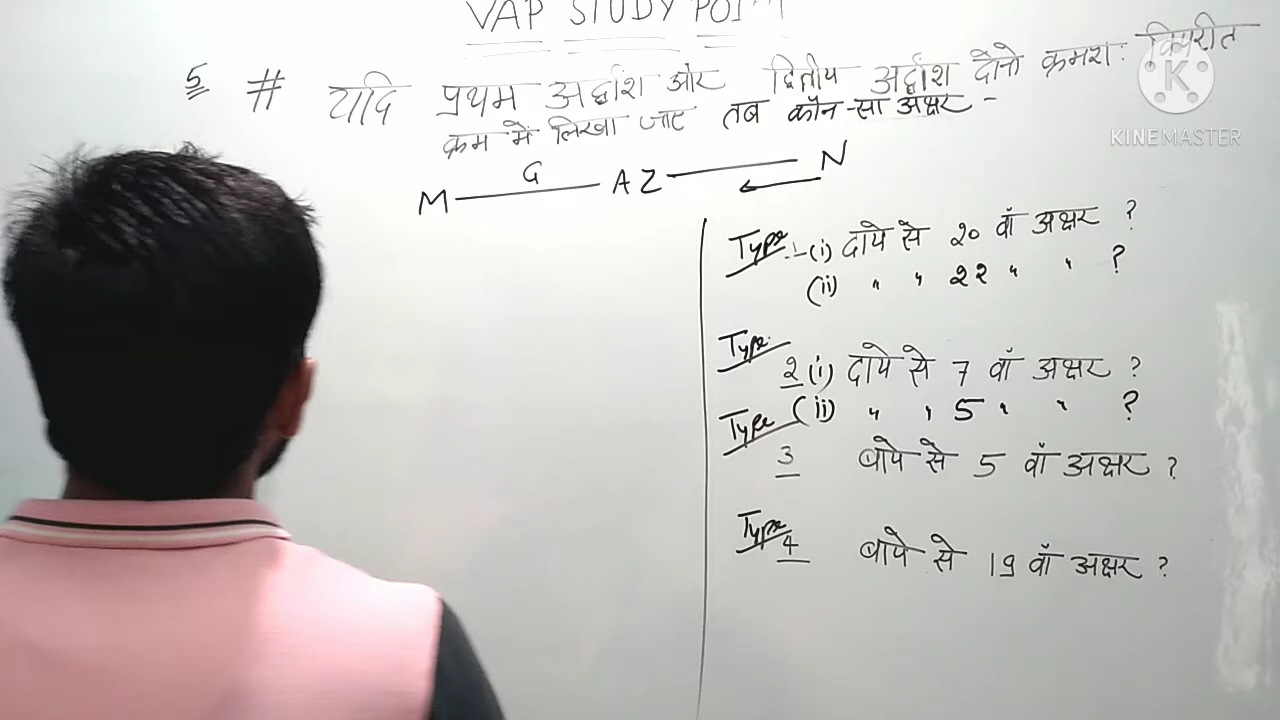 VAP STUDY POINT
5 # यदि प्रथम अर्द्धांश और द्वितीय अर्द्धांश दोनो क्रमशः विपरीत
क्रम मे लिखा जाए तब कौन-सा अक्षर -
KINEMASTER
G
M ——— A Z ——— N
Type :- (i) दायें से 20 वाँ अक्षर ?
(ii) " " 22 " " ?
Type
2 (i) दायें से 7 वाँ अक्षर ?
(ii) " " 5 " " ?
Type
3 बायें से 5 वाँ अक्षर ?
Type
4 बायें से 19 वाँ अक्षर ?